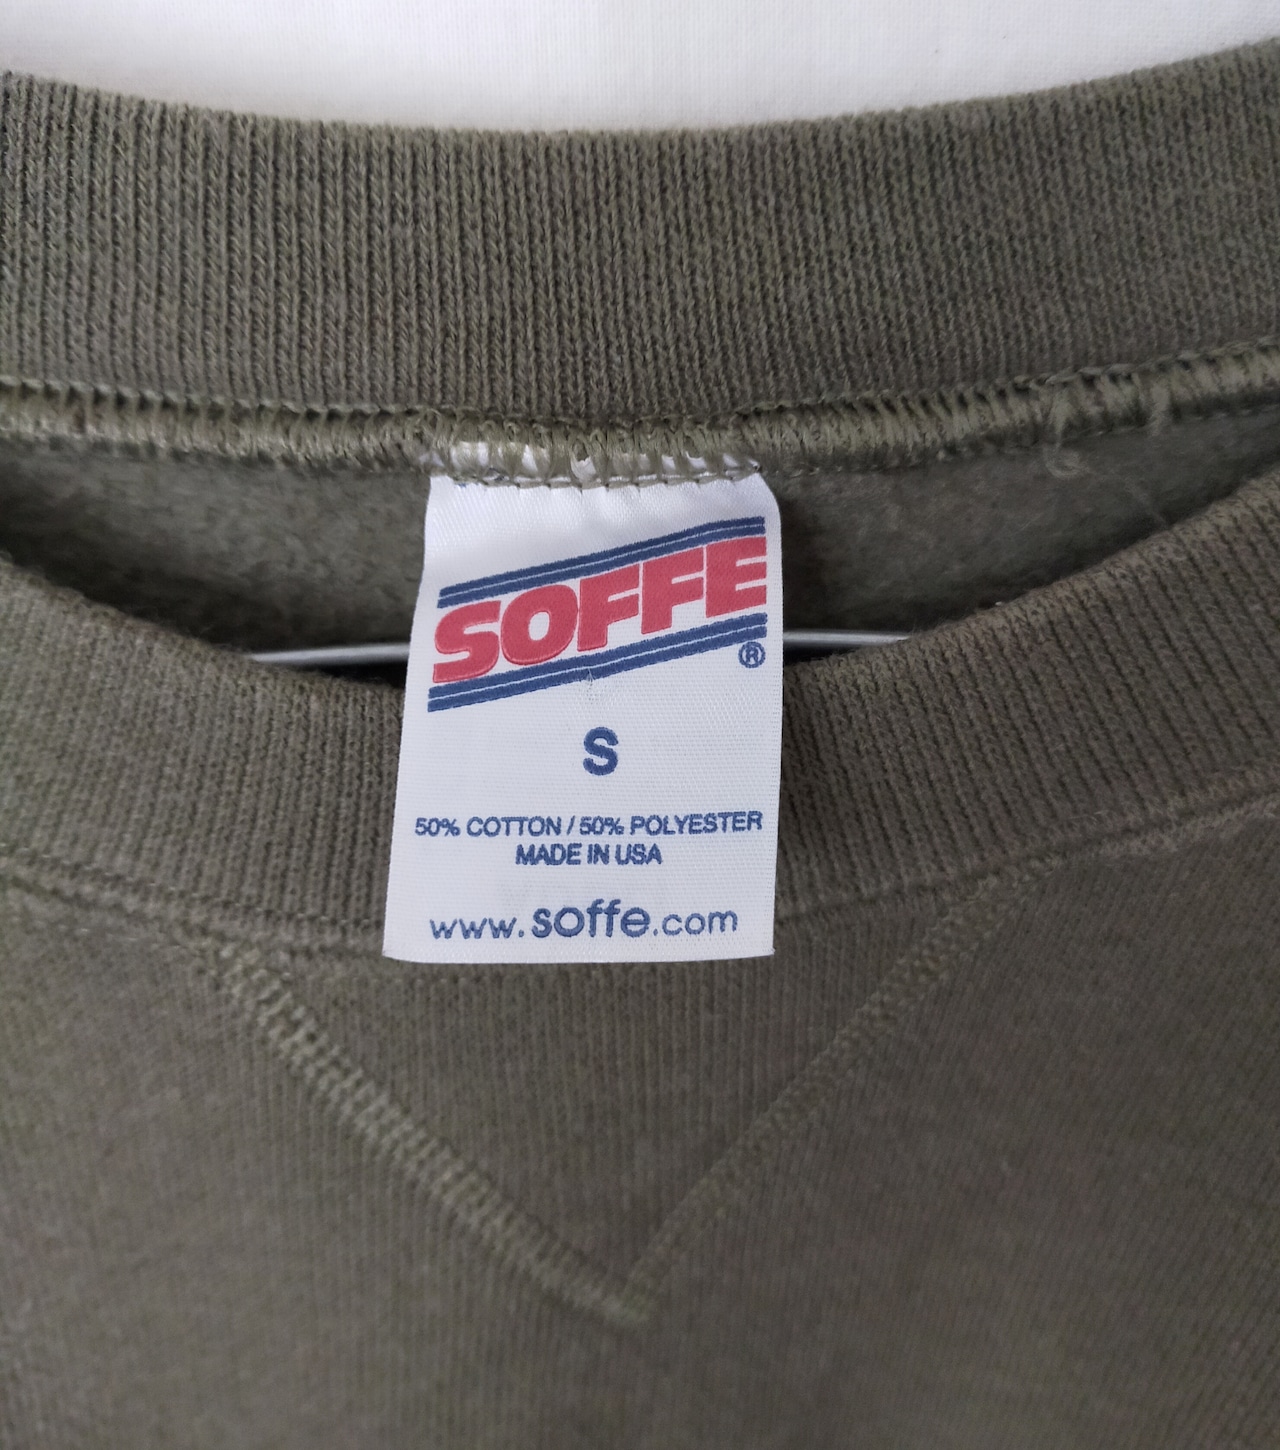 SOFFE
®
S
50% COTTON / 50% POLYESTER
MADE IN USA
www.soffe.com